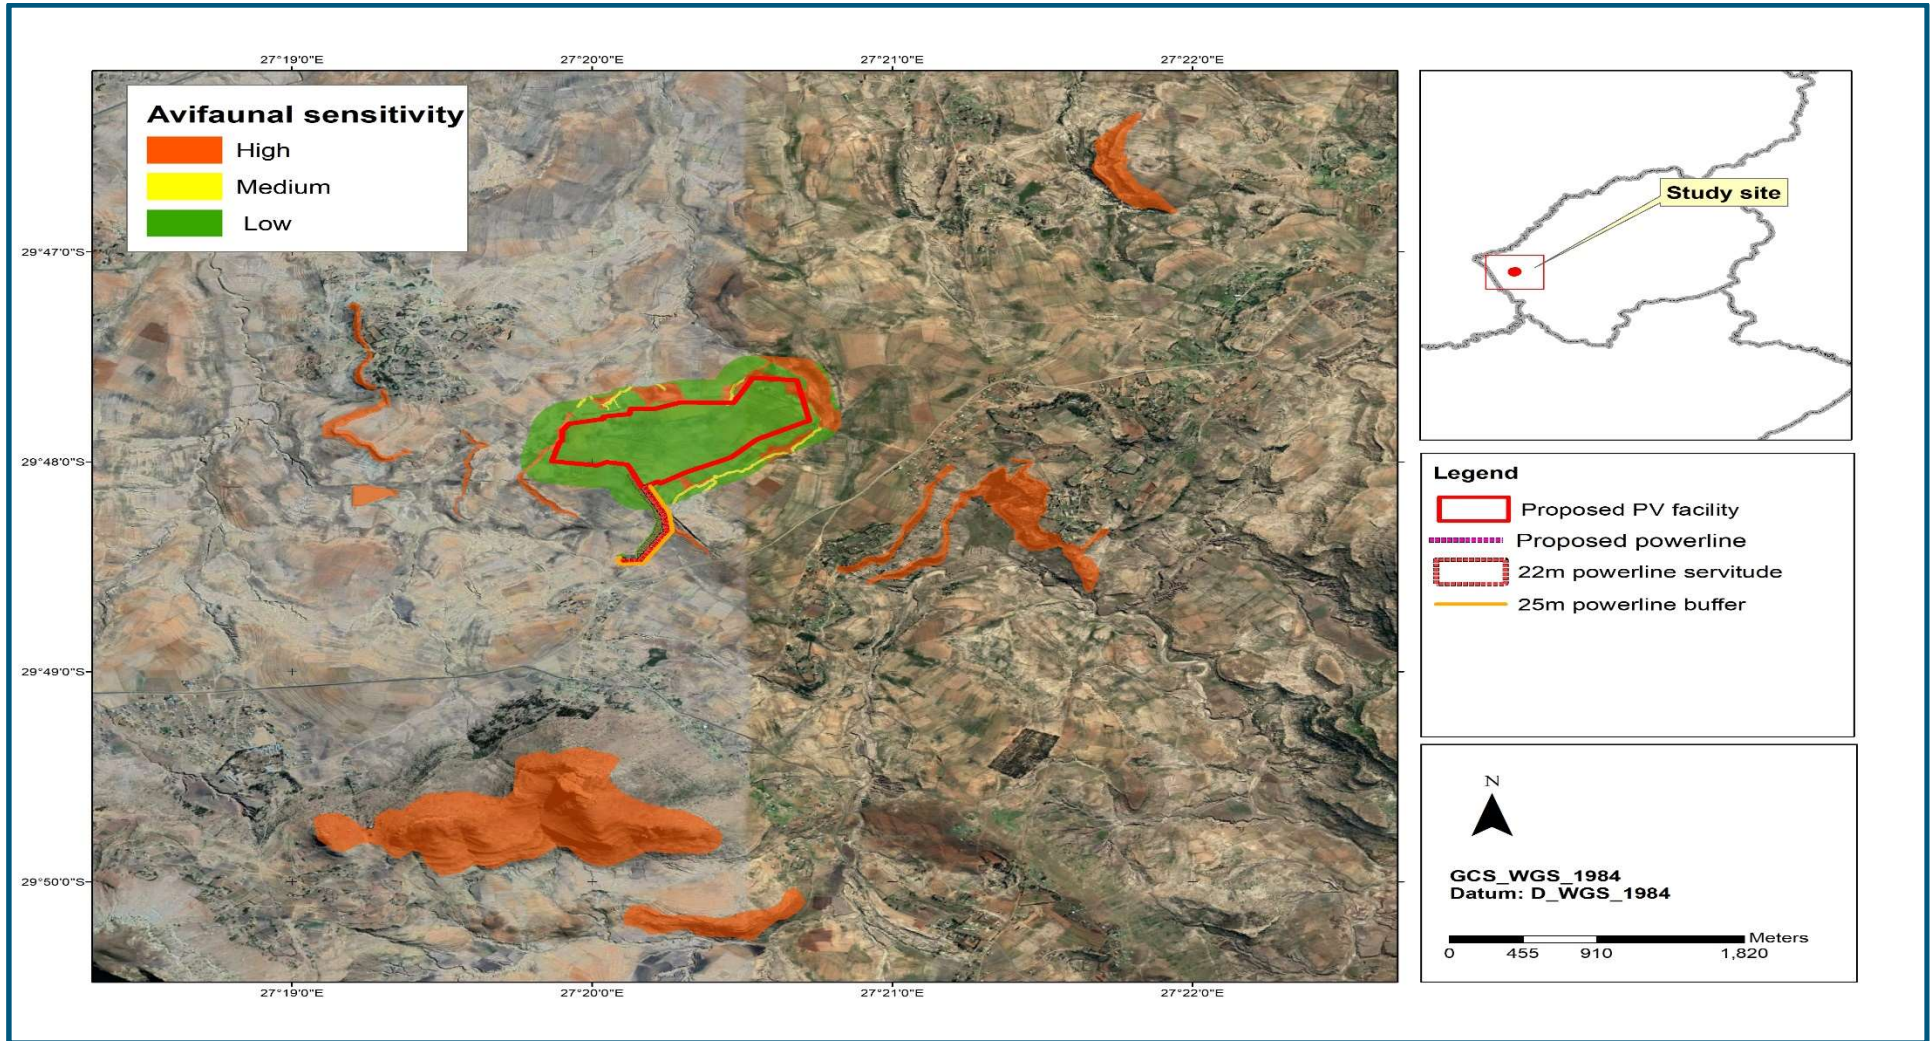 27°19'0"E
27°20'0"E
27°21'0"E
27°22'0"E
Avifaunal sensitivity
High
Medium
Low
29°47'0"S
29°48'0"S
29°49'0"S
29°50'0"S
27°19'0"E
27°20'0"E
27°21'0"E
27°22'0"E
Study site
Legend
Proposed PV facility
Proposed powerline
22m powerline servitude
25m powerline buffer
N
GCS_WGS_1984
Datum: D_WGS_1984
Meters
0 455 910 1,820